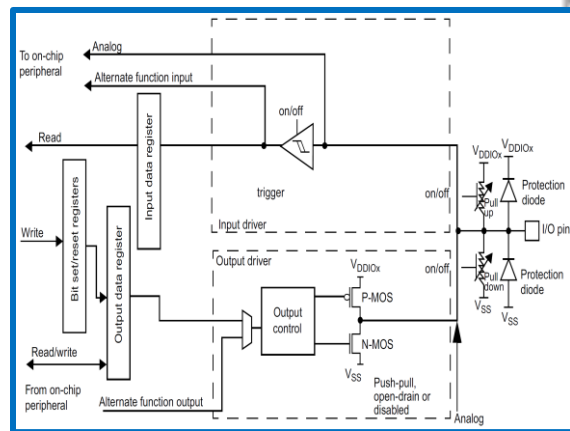 Analog
To on-chip
peripheral
Alternate function input
on/off
Read
Input data register
trigger
Input driver
Bit set/reset registers
Write
Output data register
Read/write
From on-chip
peripheral
Alternate function output
Output driver
Output
control
VDDIOx
P-MOS
N-MOS
VSS
Push-pull,
open-drain or
disabled
Analog
on/off
VDDIOx
Pull
up
VDDIOx
Protection
diode
I/O pin
on/off
Pull
down
VSS
Protection
diode
VSS